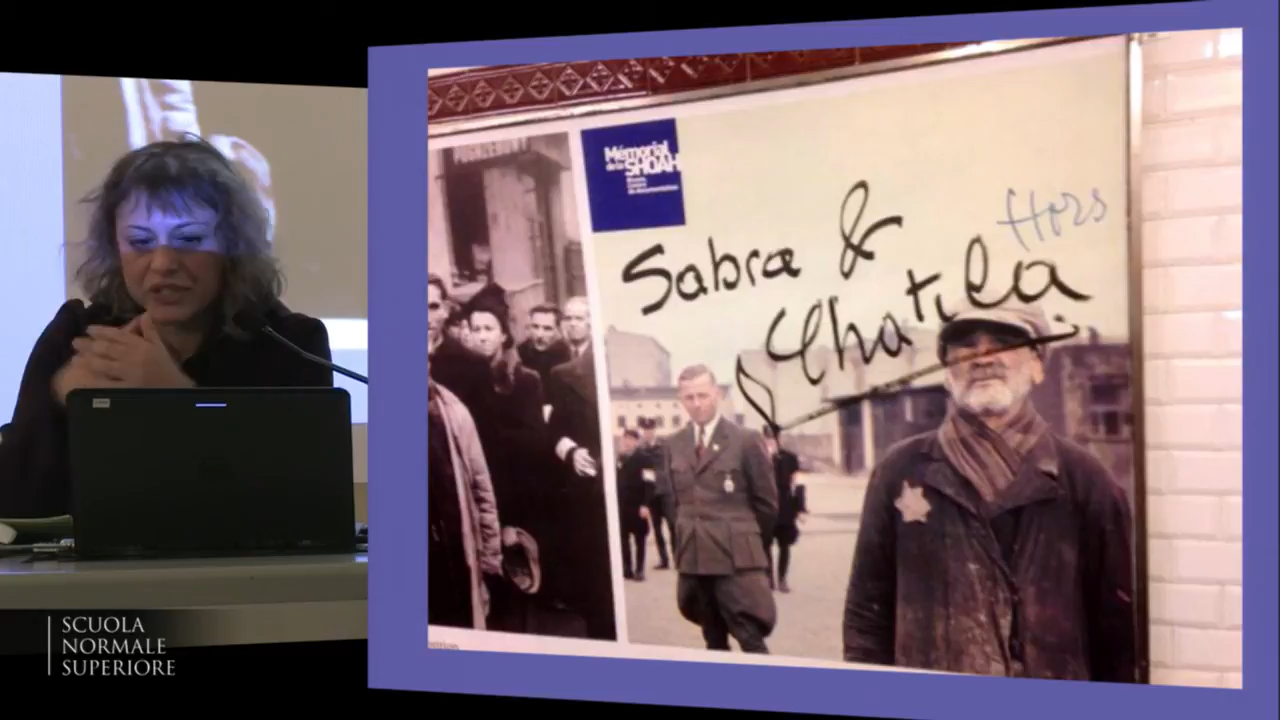 Mémorial
de la SHOAH
Sabra &
Chatila
SCUOLA
NORMALE
SUPERIORE